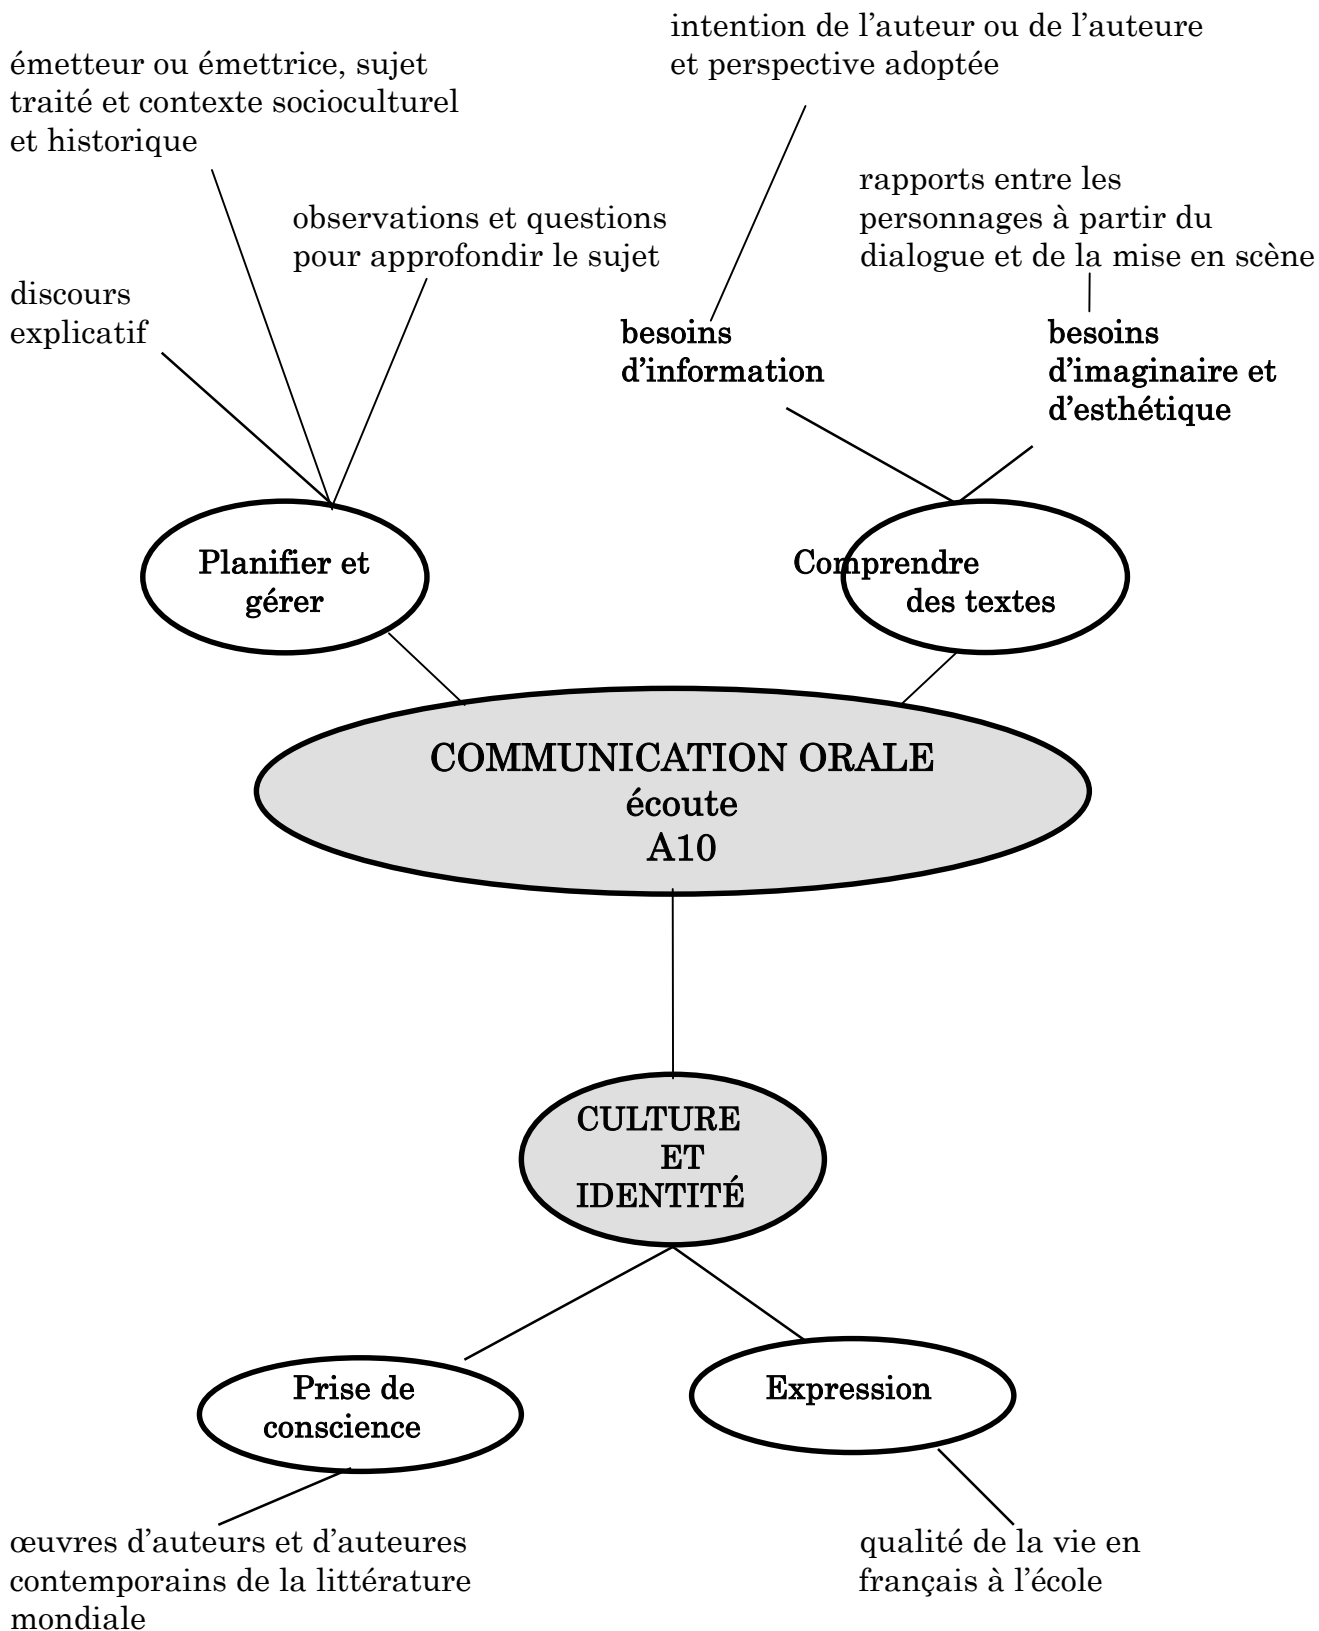 intention de l'auteur ou de l'auteure
et perspective adoptée
émetteur ou émettrice, sujet
traité et contexte socioculturel
et historique
rapports entre les
personnages à partir du
dialogue et de la mise en scène
observations et questions
pour approfondir le sujet
discours
explicatif
besoins
d'information
besoins
d'imaginaire et
d'esthétique
Planifier et
gérer
Comprendre
des textes
COMMUNICATION ORALE
écoute
A10
CULTURE
ET
IDENTITÉ
Prise de
conscience
Expression
œuvres d'auteurs et d'auteures
contemporains de la littérature
mondiale
qualité de la vie en
français à l'école